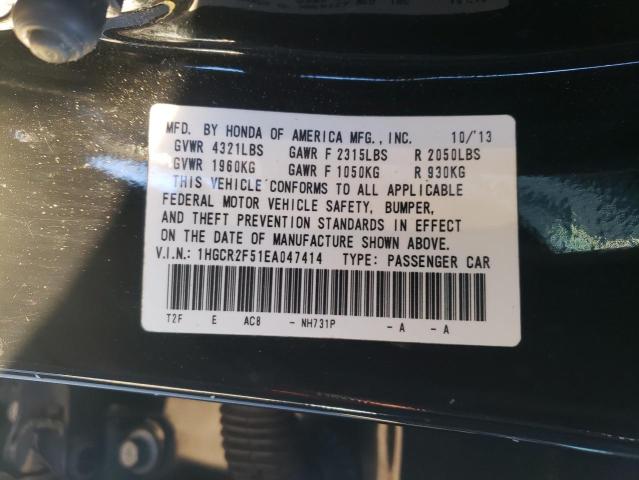 MFD. BY HONDA OF AMERICA MFG., INC. 10/'13
GVWR 4321LBS GAWR F 2315LBS R 2050LBS
GVWR 1960KG GAWR F 1050KG R 930KG
THIS VEHICLE CONFORMS TO ALL APPLICABLE
FEDERAL MOTOR VEHICLE SAFETY, BUMPER,
AND THEFT PREVENTION STANDARDS IN EFFECT
ON THE DATE OF MANUFACTURE SHOWN ABOVE.
V.I.N.: 1HGCR2F51EA047414 TYPE: PASSENGER CAR
T2F E AC8 - NH731P - A - A